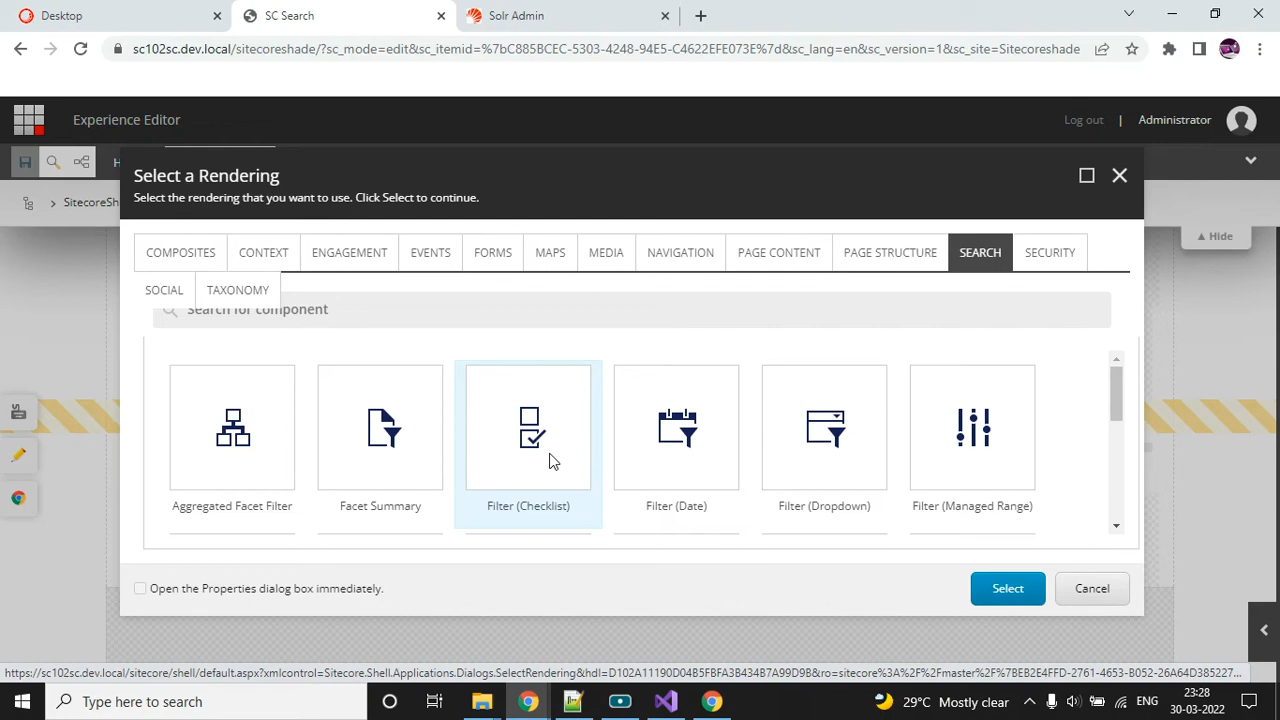 Desktop
SC Search
Solr Admin
sc102sc.dev.local/sitecoreshade/?sc_mode=edit&sc_itemid=%7bC885BCEC-5303-4248-94E5-C4622EFE073E%7d&sc_lang=en&sc_version=1&sc_site=Sitecoreshade
Experience Editor
Log out | Administrator
Select a Rendering
Select the rendering that you want to use. Click Select to continue.
SitecoreSh
Hide
COMPOSITES CONTEXT ENGAGEMENT EVENTS FORMS MAPS MEDIA NAVIGATION PAGE CONTENT PAGE STRUCTURE SEARCH SECURITY
SOCIAL TAXONOMY
Search for component
Aggregated Facet Filter
Facet Summary
Filter (Checklist)
Filter (Date)
Filter (Dropdown)
Filter (Managed Range)
Open the Properties dialog box immediately.
Select
Cancel
https://sc102sc.dev.local/sitecore/shell/default.aspx?xmlcontrol=Sitecore.Shell.Applications.Dialogs.SelectRendering&hdl=D102A11190D04B5FBFA3B434B7A99D9B&ro=sitecore%3A%2F%2Fmaster%2F%7BEB2E4FFD-2761-4653-B052-26A64D385227...
Type here to search
29°C Mostly clear
ENG
23:28
30-03-2022